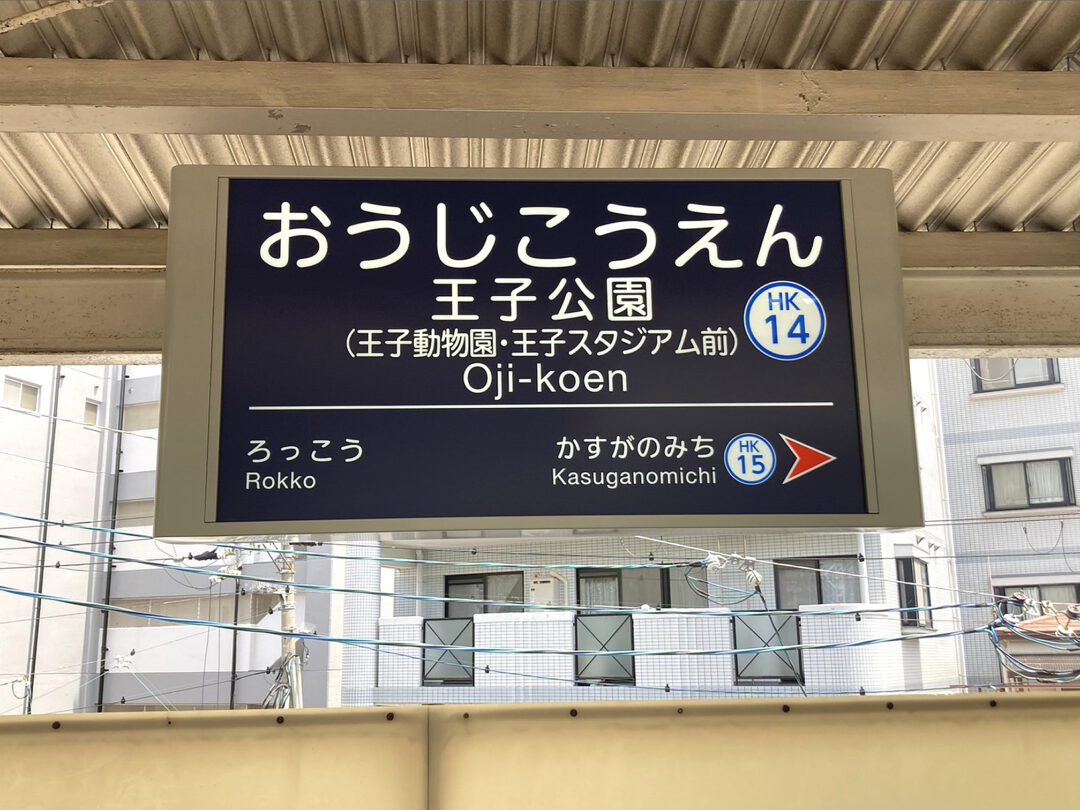 おうじこうえん
王子公園
HK
14
(王子動物園・王子スタジアム前)
Oji-koen
ろっこう
Rokko
かすがのみち
Kasuganomichi
HK
15